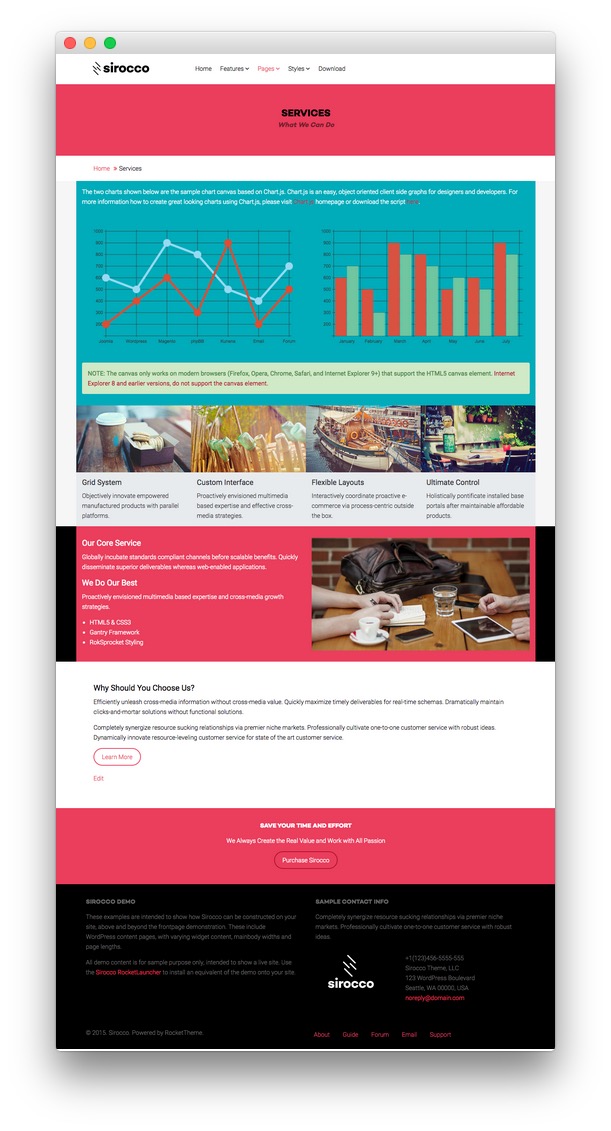 sirocco
Home Features Pages Styles Download
SERVICES
What We Can Do
Home » Services
The two charts shown below are the sample chart canvas based on Chart.js. Chart.js is an easy, object oriented client side graphs for designers and developers. For
more information how to create great looking charts using Chart.js, please visit Chart.js homepage or download the script here.
1000
900
800
700
600
500
400
300
200
Joomla Wordpress Magento phpBB Joomla Email Forum
1000
900
800
700
600
500
400
300
200
January February March April May June July
NOTE: The canvas only works on modern browsers (Firefox, Opera, Chrome, Safari, and Internet Explorer 9+) that support the HTML5 canvas element. Internet
Explorer 8 and earlier versions, do not support the canvas element.
Grid System
Objectively innovate empowered
manufactured products with parallel
platforms.
Custom Interface
Proactively envisioned multimedia
based expertise and effective cross-
media strategies.
Flexible Layouts
Interactively coordinate proactive e-
commerce via process-centric outside
the box.
Ultimate Control
Holistically pontificate installed base
portals after maintainable affordable
products.
Our Core Service
Globally incubate standards compliant channels before scalable benefits. Quickly
disseminate superior deliverables whereas web-enabled applications.
We Do Our Best
Proactively envisioned multimedia based expertise and cross-media growth
strategies.
• HTML5 & CSS3
• Gantry Framework
• RokSprocket Styling
Why Should You Choose Us?
Efficiently unleash cross-media information without cross-media value. Quickly maximize timely deliverables for real-time schemas. Dramatically maintain
clicks-and-mortar solutions without functional solutions.
Completely synergize resource sucking relationships via premier niche markets. Professionally cultivate one-to-one customer service with robust ideas.
Dynamically innovate resource-leveling customer service for state of the art customer service.
Learn More
Edit
SAVE YOUR TIME AND EFFORT
We Always Create the Real Value and Work with All Passion
Purchase Sirocco
SIROCCO DEMO
These examples are intended to show how Sirocco can be constructed on your
site, above and beyond the frontpage demonstration. These include
WordPress content pages, with varying widget content, mainbody widths and
page lengths.
All demo content is for sample purpose only, intended to show a live site. Use
the Sirocco RocketLauncher to install an equivalent of the demo onto your site.
SAMPLE CONTACT INFO
Completely synergize resource sucking relationships via premier niche
markets. Professionally cultivate one-to-one customer service with robust
ideas.
sirocco
+1(123)456-5555-555
Sirocco Theme, LLC
123 WordPress Boulevard
Seattle, WA 00000, USA
noreply@domain.com
© 2015. Sirocco. Powered by RocketTheme.
About Guide Forum Email Support